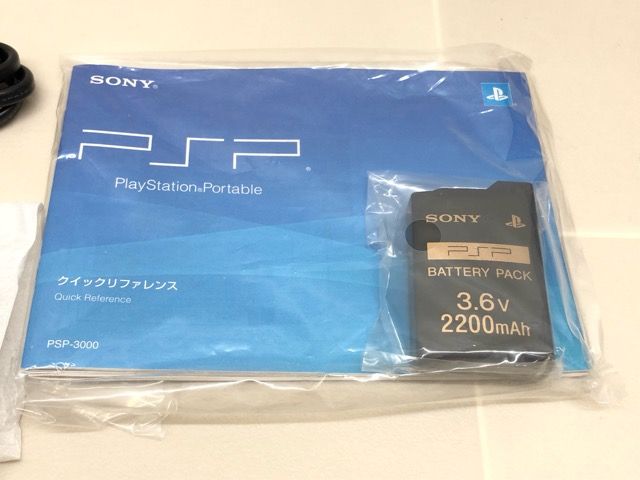 SONY®
PSP®
PlayStation®Portable
クイックリファレンス
Quick Reference
PSP-3000
SONY
PSP
BATTERY PACK
3.6V
2200mAh